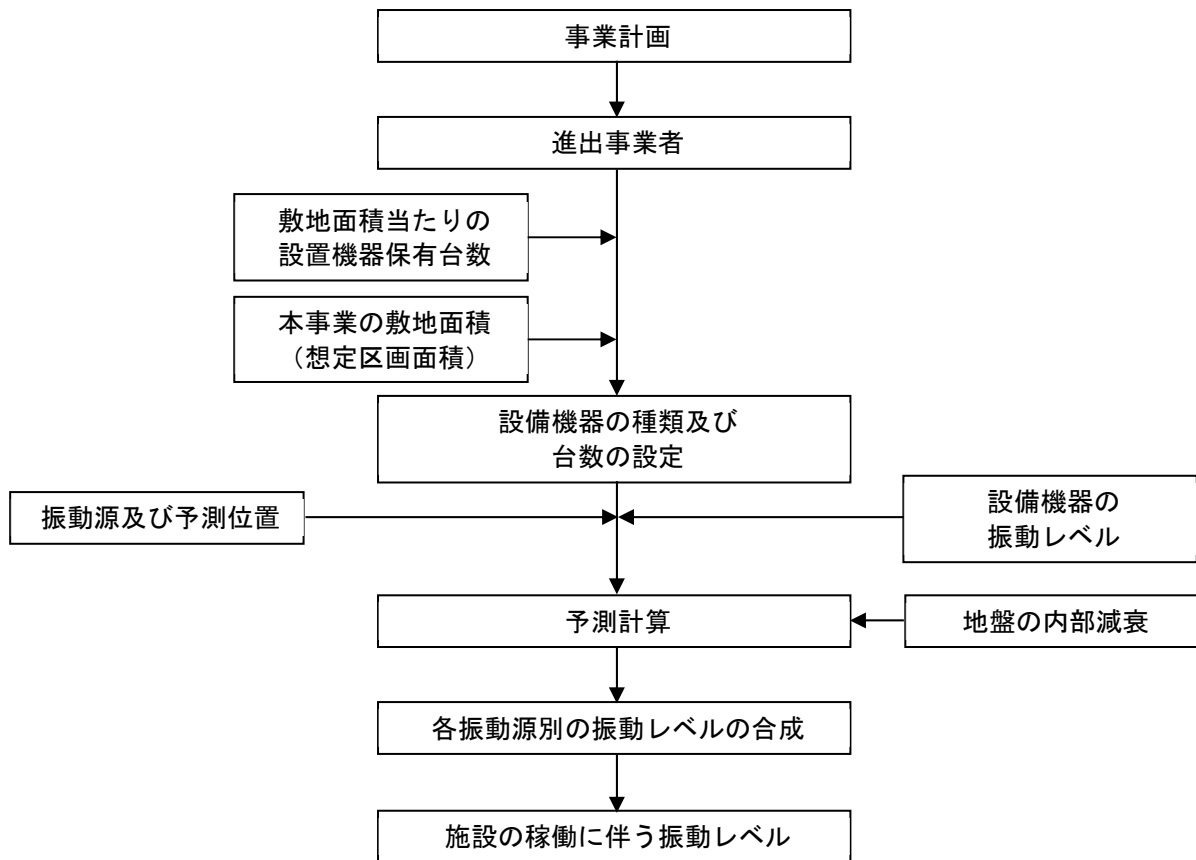 事業計画
進出事業者
敷地面積当たりの
設置機器保有台数
本事業の敷地面積
（想定区画面積）
設備機器の種類及び
台数の設定
振動源及び予測位置
設備機器の
振動レベル
予測計算
地盤の内部減衰
各振動源別の振動レベルの合成
施設の稼働に伴う振動レベル